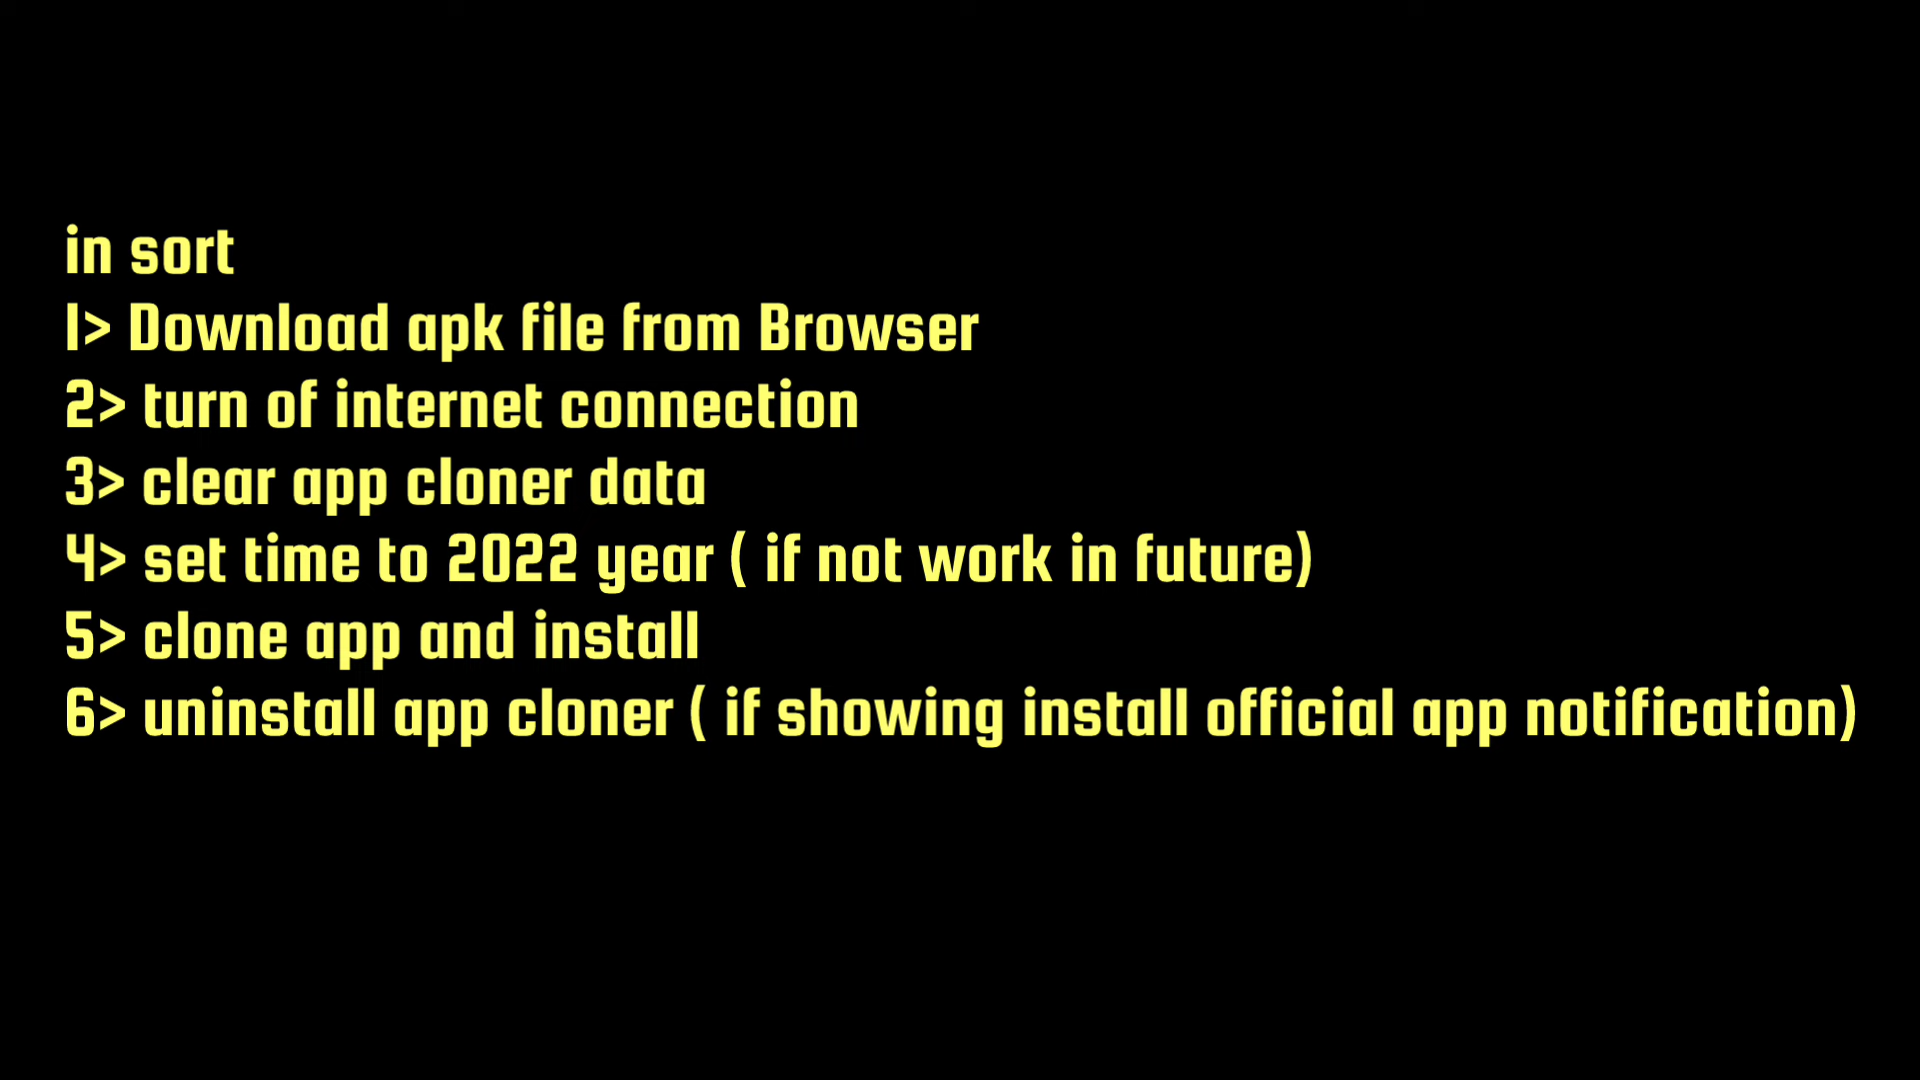 in sort
1> Download apk file from Browser
2> turn of internet connection
3> clear app cloner data
4> set time to 2022 year ( if not work in future)
5> clone app and install
6> uninstall app cloner ( if showing install official app notification)